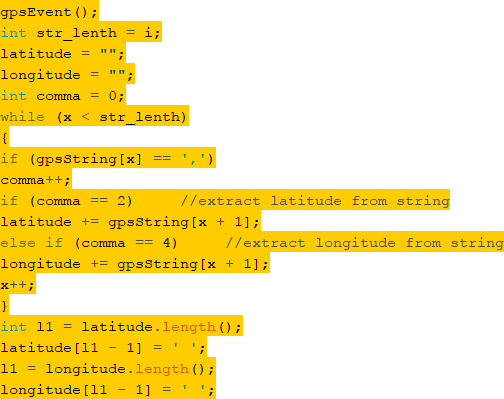 gpsEvent();
int str_lenth = i;
latitude = "";
longitude = "";
int comma = 0;
while (x < str_lenth)
{
if (gpsString[x] == ',')
comma++;
if (comma == 2)      //extract latitude from string
latitude += gpsString[x + 1];
else if (comma == 4)      //extract longitude from string
longitude += gpsString[x + 1];
x++;
}
int l1 = latitude.length();
latitude[l1 - 1] = ' ';
l1 = longitude.length();
longitude[l1 - 1] = ' ';